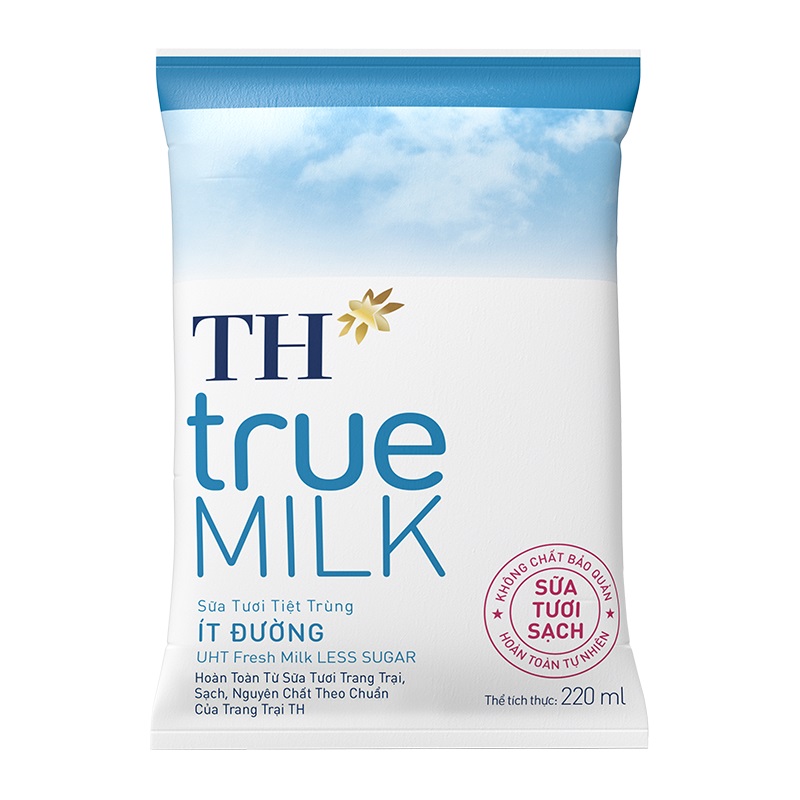 TH
true
MILK
Sữa Tươi Tiệt Trùng
ÍT ĐƯỜNG
UHT Fresh Milk LESS SUGAR
Hoàn Toàn Từ Sữa Tươi Trang Trại,
Sạch, Nguyên Chất Theo Chuẩn
Của Trang Trại TH
KHÔNG CHẤT BẢO QUẢN
SỮA
TƯƠI
SẠCH
HOÀN TOÀN TỰ NHIÊN
Thể tích thực: 220 ml